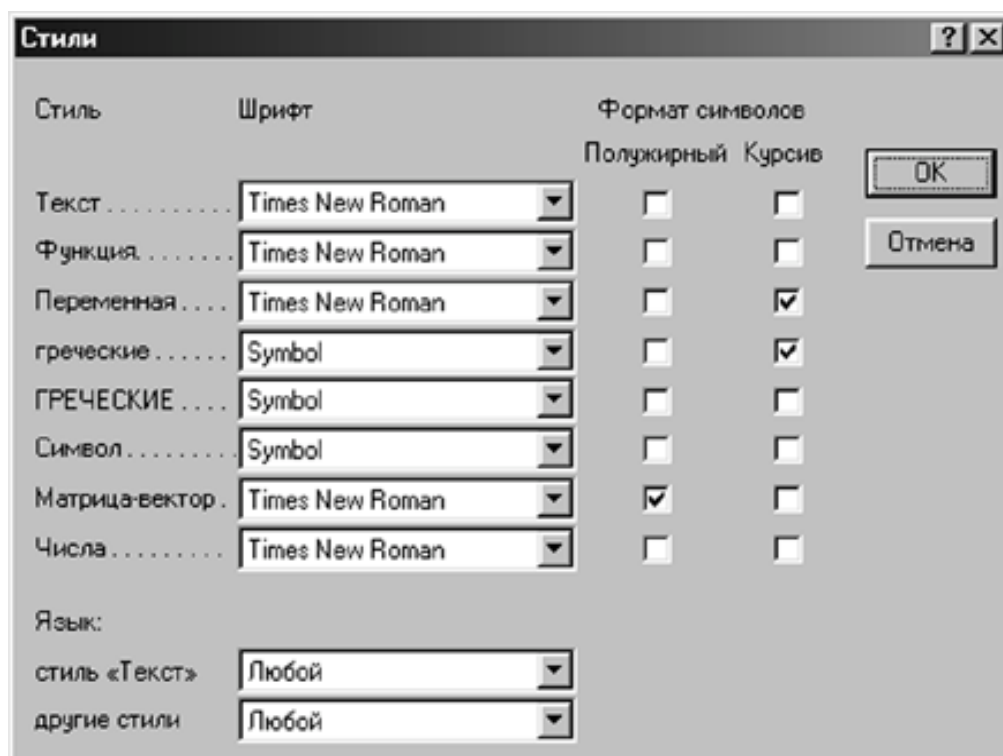 Стили
Стиль Шрифт Формат символов
Полужирный Курсив
OK
Текст . . . . . . . . . . Times New Roman
Отмена
Функция. . . . . . . . Times New Roman
Переменная . . . . Times New Roman
греческие . . . . . . Symbol
ГРЕЧЕСКИЕ . . . . Symbol
Символ . . . . . . . . . Symbol
Матрица-вектор . Times New Roman
Числа . . . . . . . . . Times New Roman
Язык:
стиль «Текст» Любой
другие стили Любой